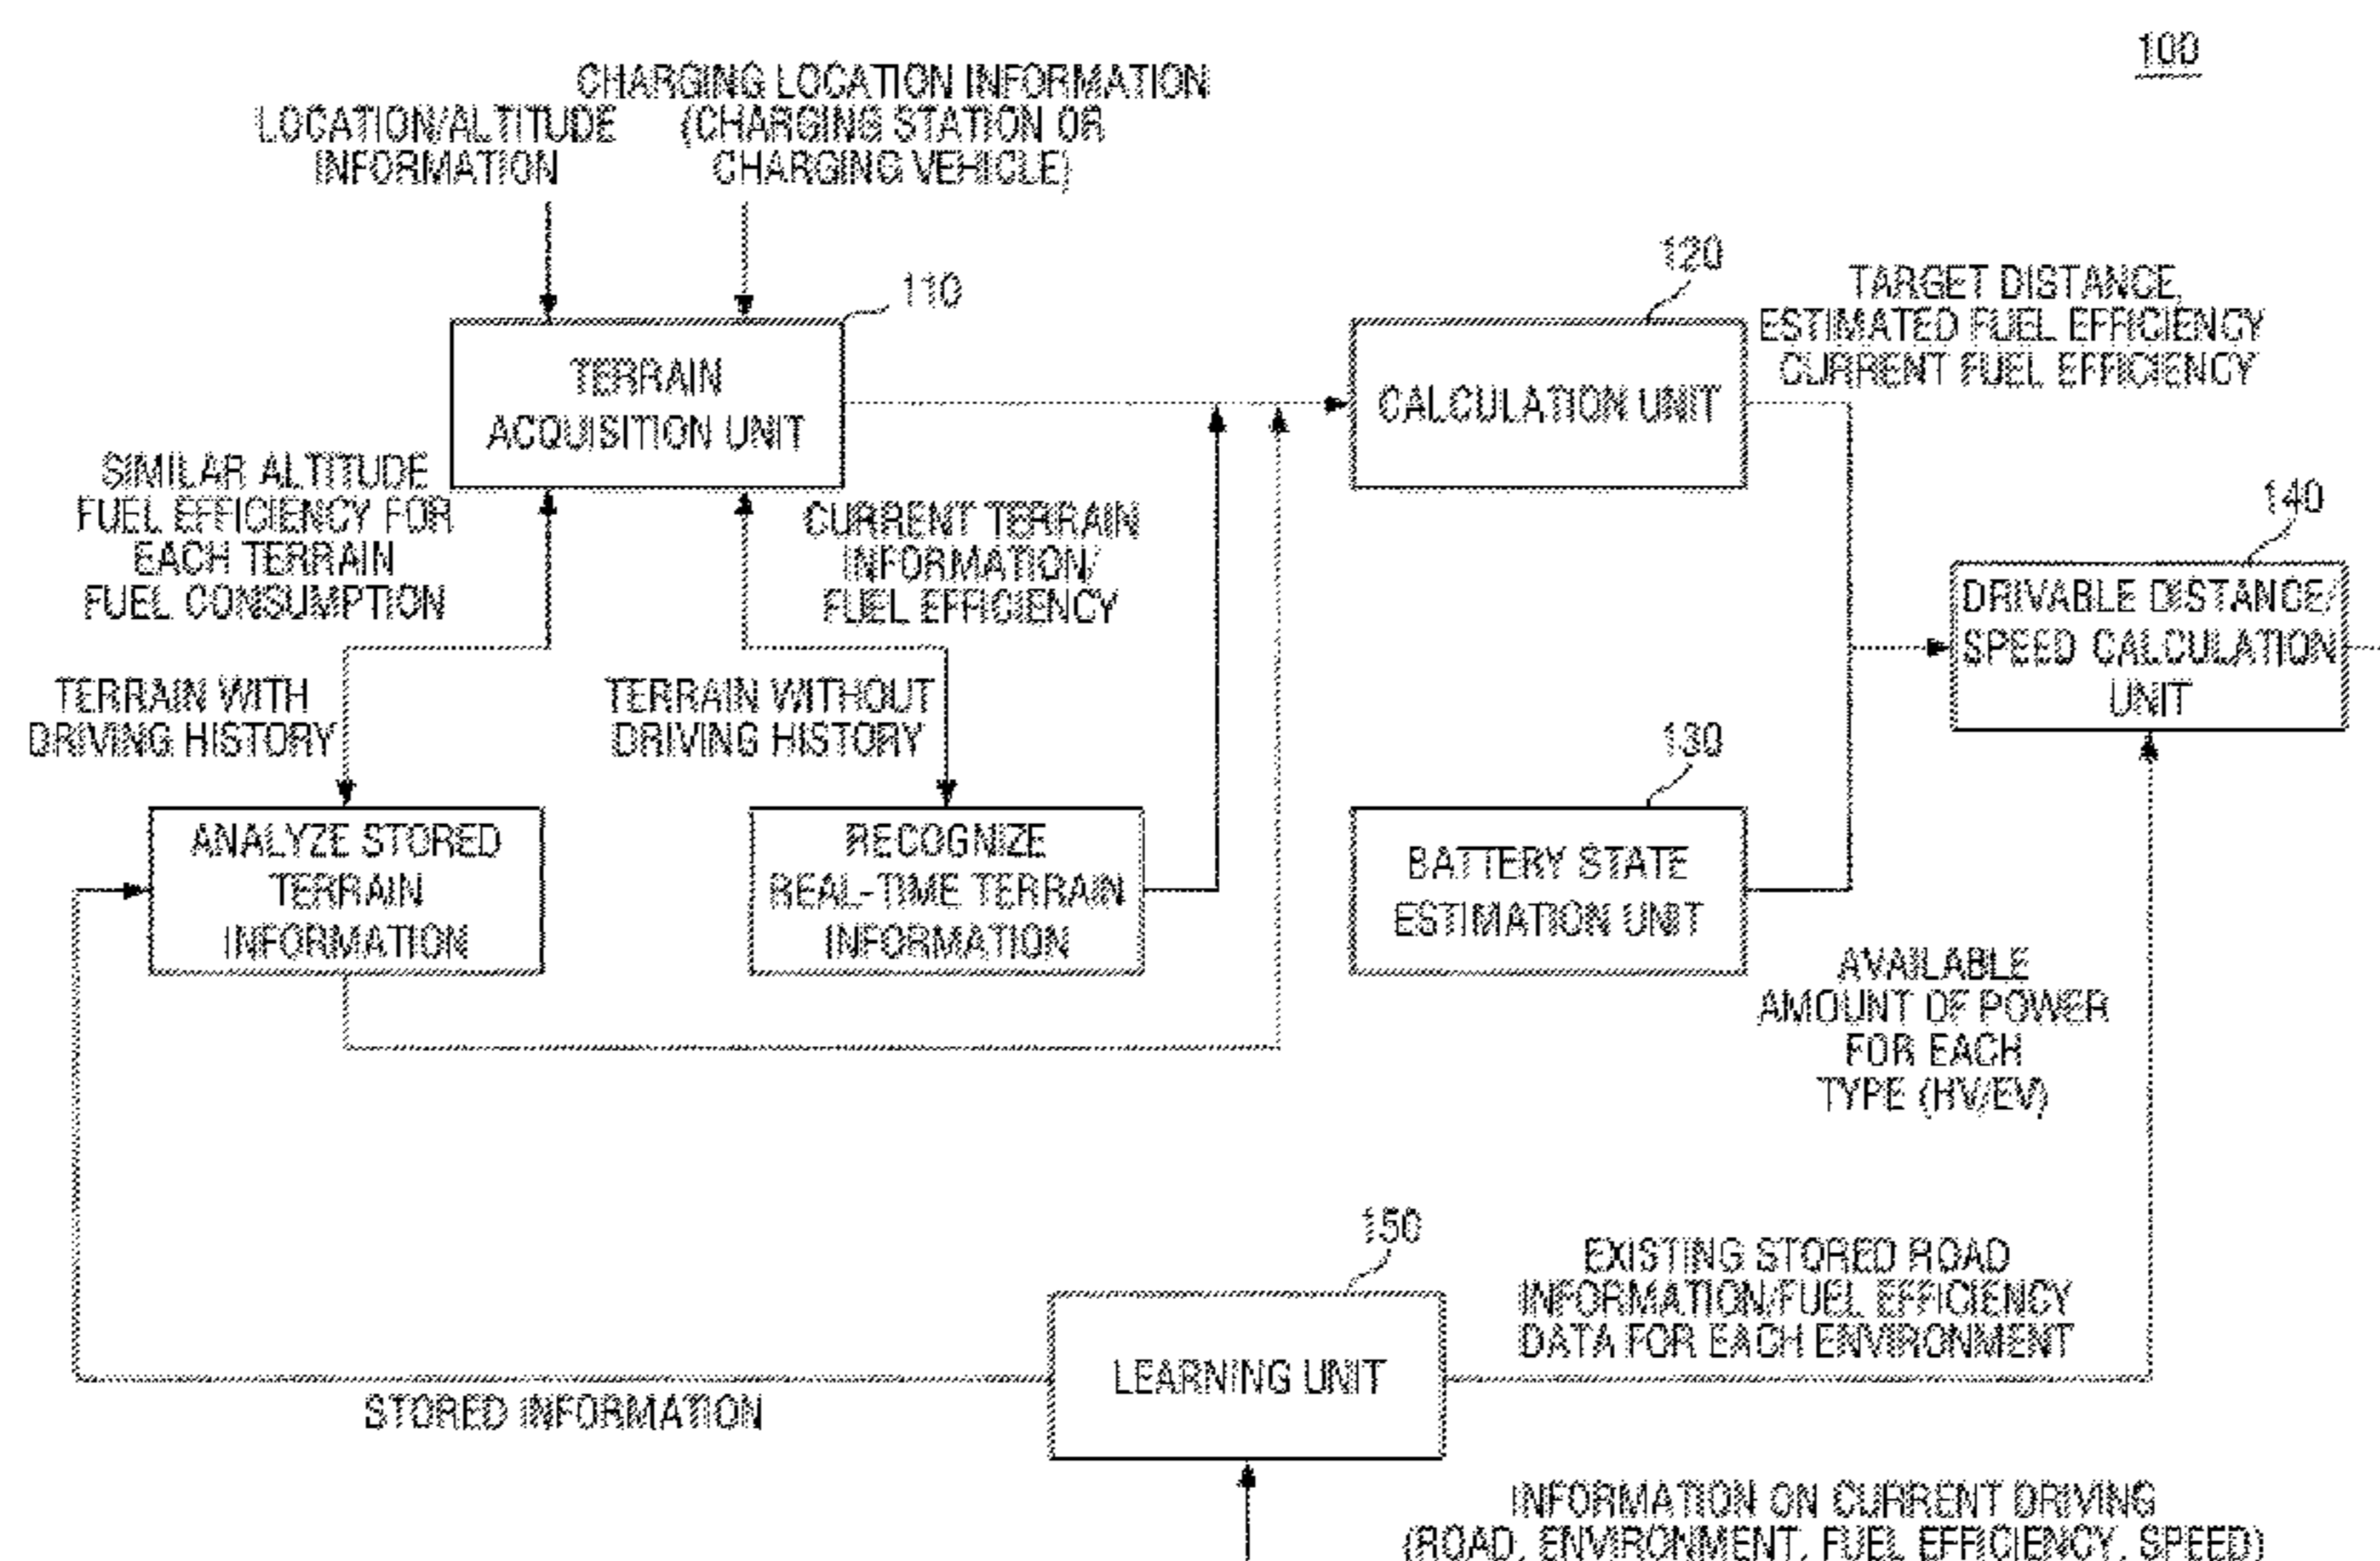 100
CHARGING LOCATION INFORMATION
(CHARGING STATION OR
CHARGING VEHICLE)
LOCATION/ALTITUDE
INFORMATION
110
TERRAIN
ACQUISITION UNIT
120
CALCULATION UNIT
TARGET DISTANCE,
ESTIMATED FUEL EFFICIENCY
CURRENT FUEL EFFICIENCY
SIMILAR ALTITUDE
FUEL EFFICIENCY FOR
EACH TERRAIN
FUEL CONSUMPTION
CURRENT TERRAIN
INFORMATION/
FUEL EFFICIENCY
140
DRIVABLE DISTANCE/
SPEED CALCULATION
UNIT
TERRAIN WITH
DRIVING HISTORY
TERRAIN WITHOUT
DRIVING HISTORY
130
ANALYZE STORED
TERRAIN
INFORMATION
RECOGNIZE
REAL-TIME TERRAIN
INFORMATION
BATTERY STATE
ESTIMATION UNIT
AVAILABLE
AMOUNT OF POWER
FOR EACH
TYPE (HV/EV)
150
LEARNING UNIT
EXISTING STORED ROAD
INFORMATION/FUEL EFFICIENCY
DATA FOR EACH ENVIRONMENT
STORED INFORMATION
INFORMATION ON CURRENT DRIVING
(ROAD, ENVIRONMENT, FUEL EFFICIENCY, SPEED)